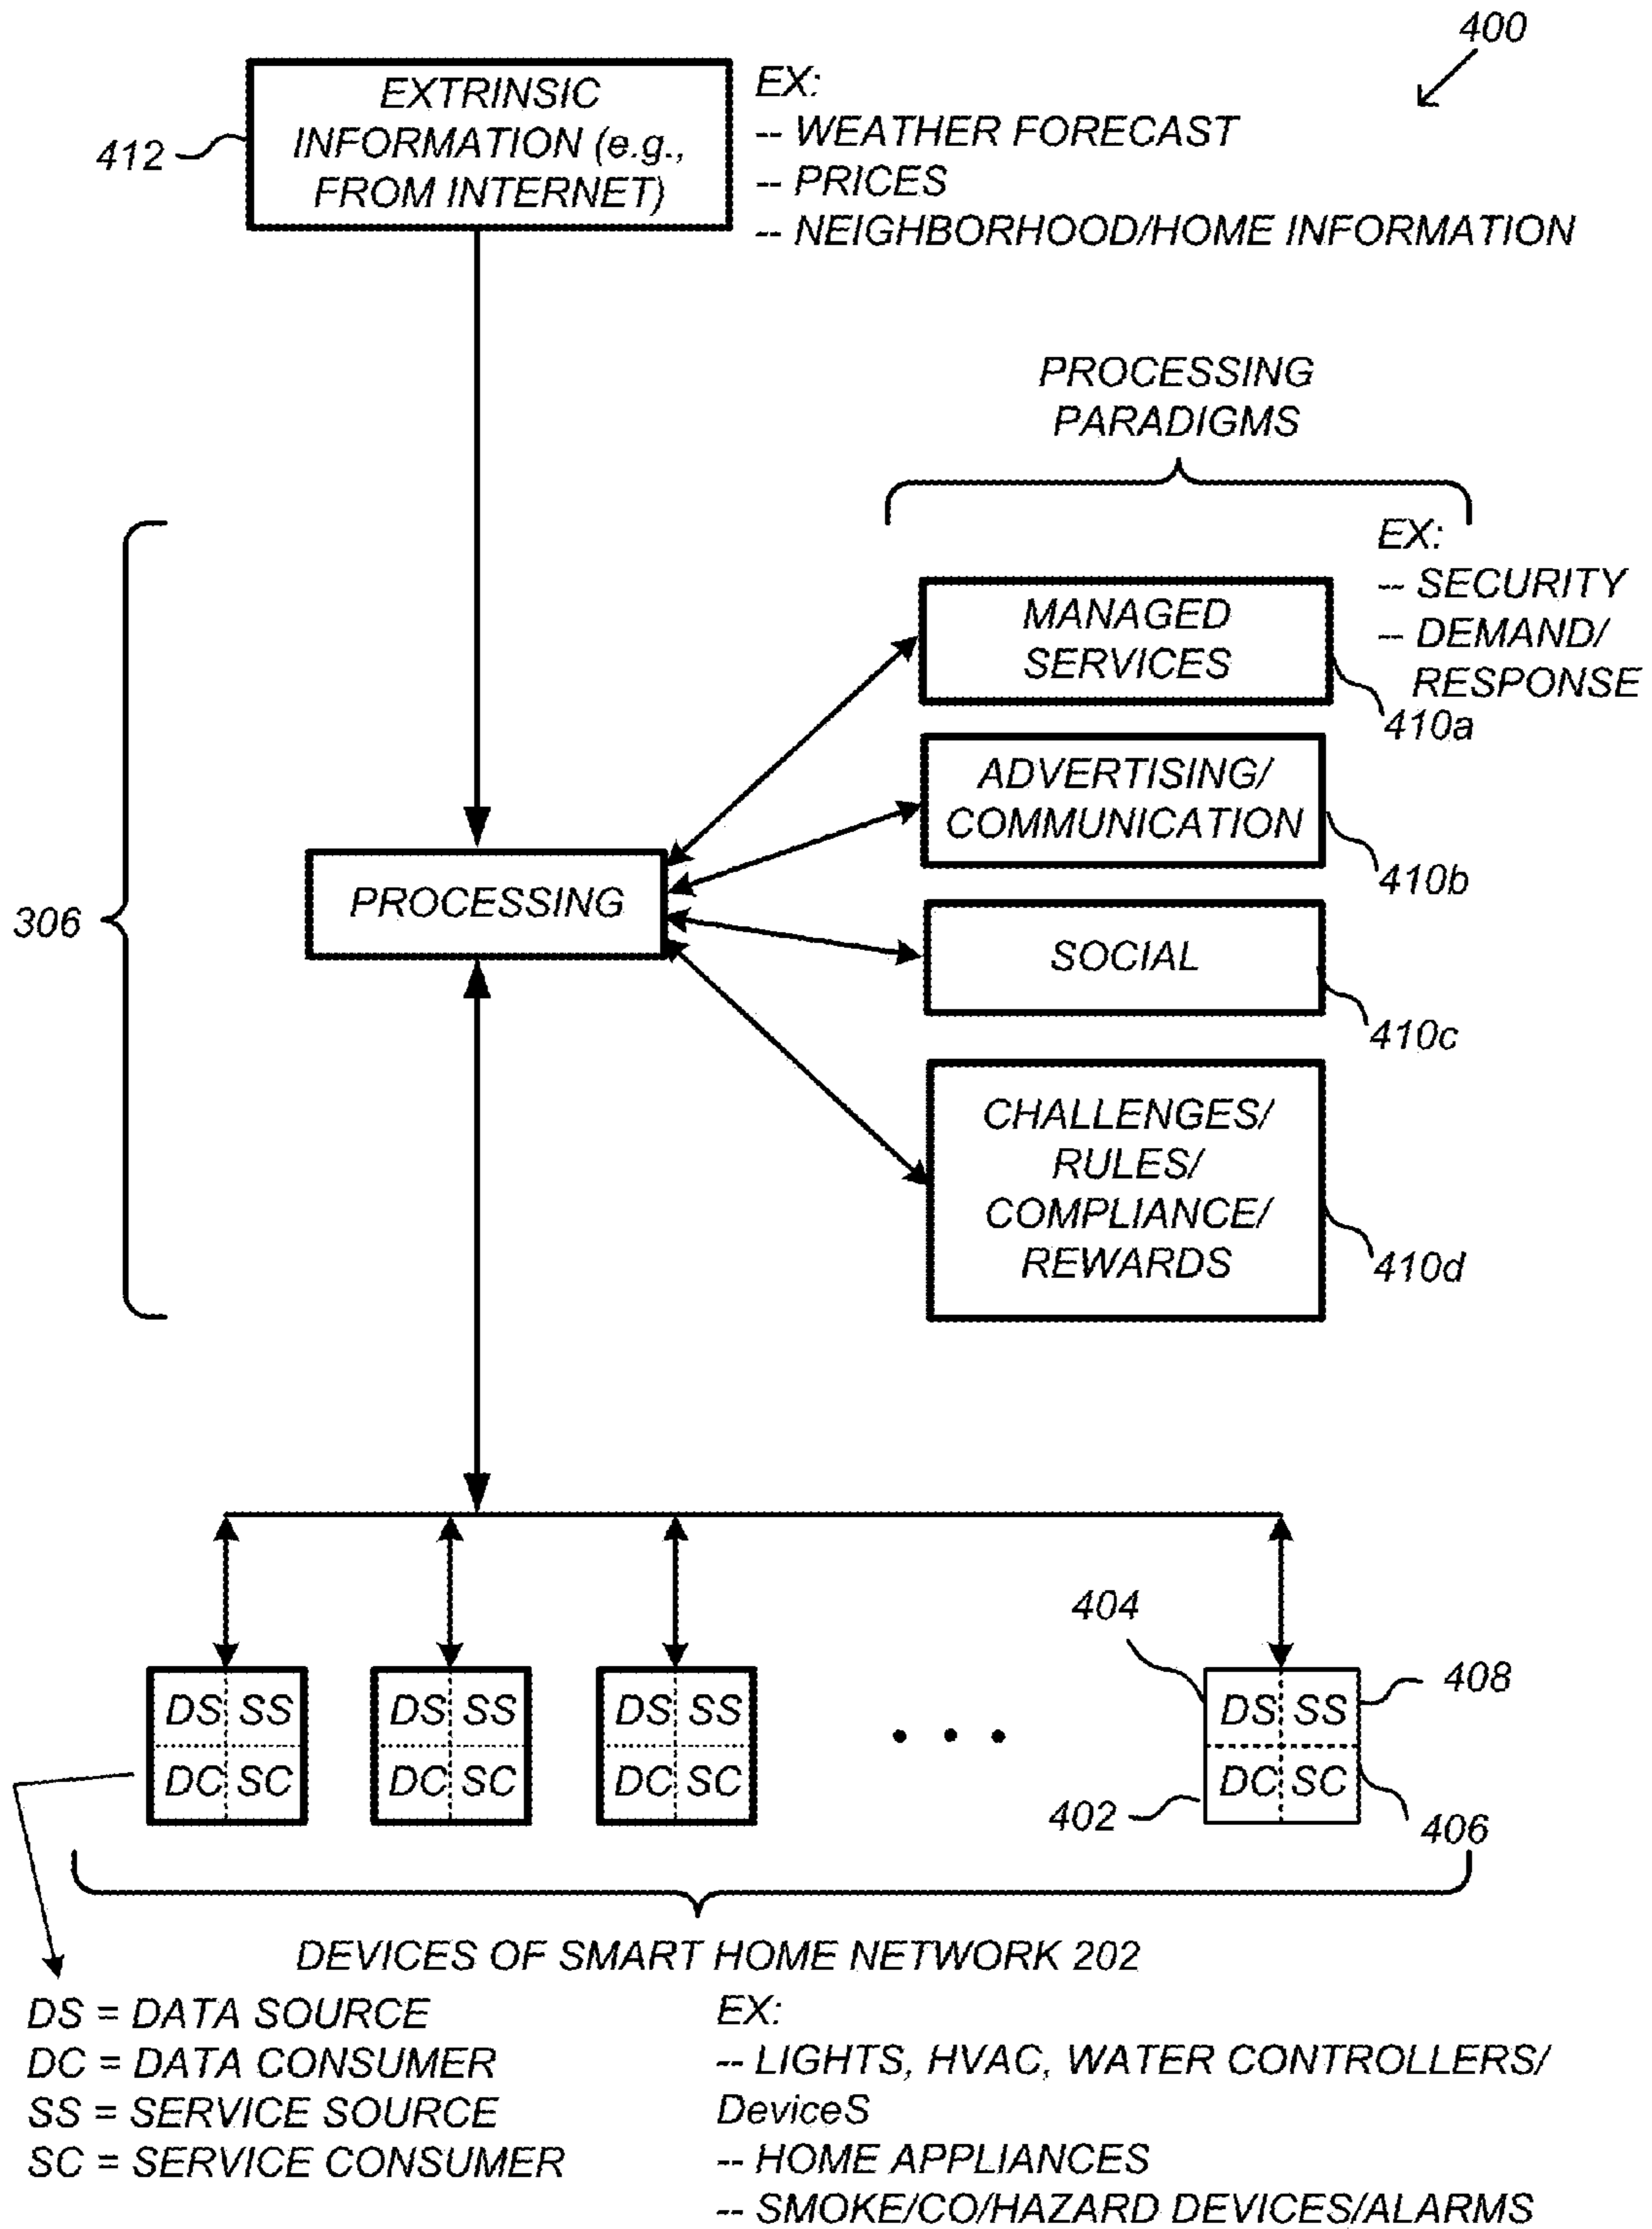 400
EXTRINSIC
INFORMATION (e.g.,
FROM INTERNET)
412
EX:
-- WEATHER FORECAST
-- PRICES
-- NEIGHBORHOOD/HOME INFORMATION
PROCESSING
PARADIGMS
EX:
-- SECURITY
-- DEMAND/
RESPONSE
MANAGED
SERVICES
410a
ADVERTISING/
COMMUNICATION
410b
306
PROCESSING
SOCIAL
410c
CHALLENGES/
RULES/
COMPLIANCE/
REWARDS
410d
404
408
DS SS
DC SC
DS SS
DC SC
DS SS
DC SC
. . .
DS SS
DC SC
402
406
DEVICES OF SMART HOME NETWORK 202
DS = DATA SOURCE
DC = DATA CONSUMER
SS = SERVICE SOURCE
SC = SERVICE CONSUMER
EX:
-- LIGHTS, HVAC, WATER CONTROLLERS/
DeviceS
-- HOME APPLIANCES
-- SMOKE/CO/HAZARD DEVICES/ALARMS